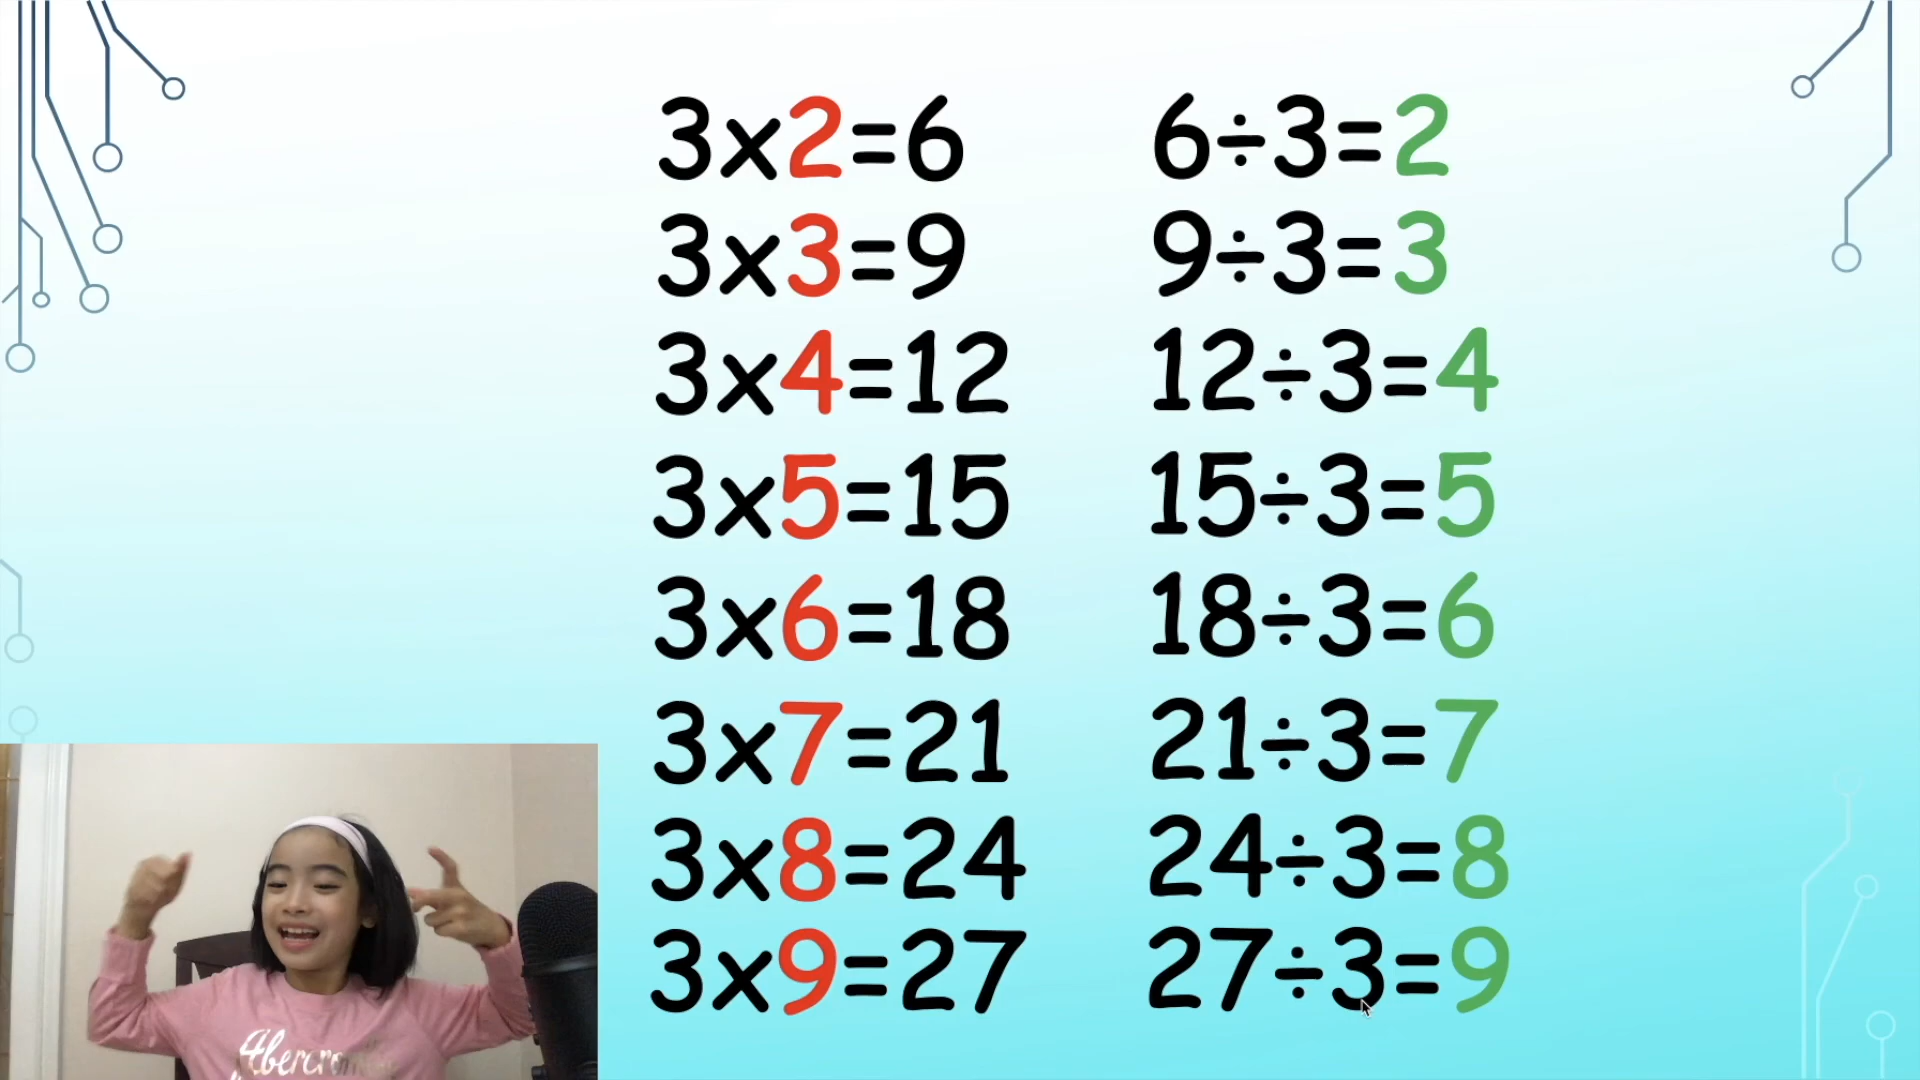 3x2=6 6÷3=2
3x3=9 9÷3=3
3x4=12 12÷3=4
3x5=15 15÷3=5
3x6=18 18÷3=6
3x7=21 21÷3=7
3x8=24 24÷3=8
3x9=27 27÷3=9